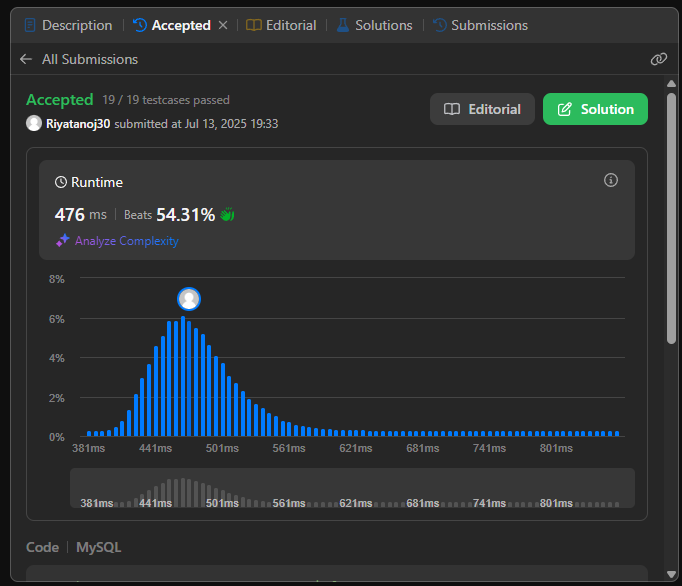 Description Accepted Editorial Solutions Submissions
All Submissions
Accepted 19 / 19 testcases passed
Riyatanoj30 submitted at Jul 13, 2025 19:33
Editorial Solution
Runtime
476 ms Beats 54.31%
Analyze Complexity
8%
6%
4%
2%
0%
381ms 441ms 501ms 561ms 621ms 681ms 741ms 801ms
381ms 441ms 501ms 561ms 621ms 681ms 741ms 801ms
Code MySQL